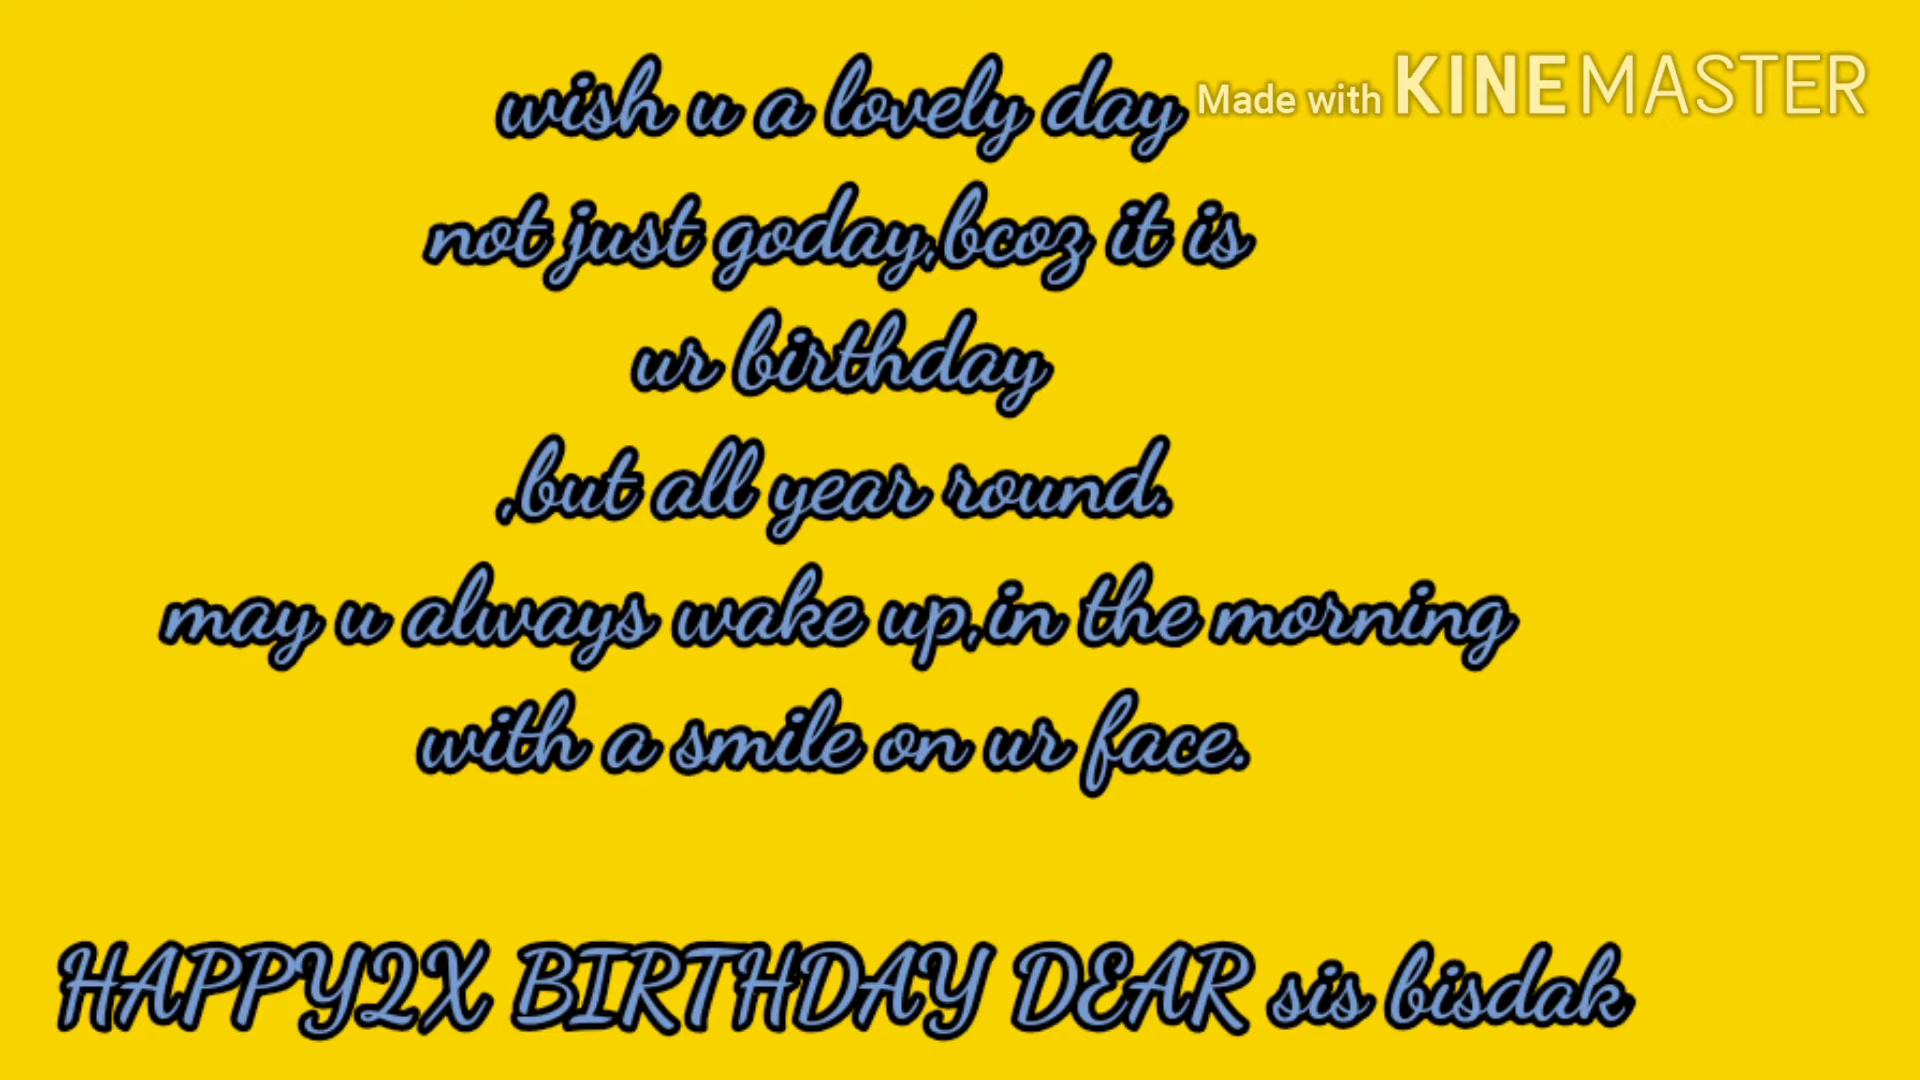 wish u a lovely day
Made with KINEMASTER
not just goday,bcoz it is
ur birthday
,but all year round.
may u always wake up,in the morning
with a smile on ur face.
HAPPY2X BIRTHDAY DEAR sis bisdak